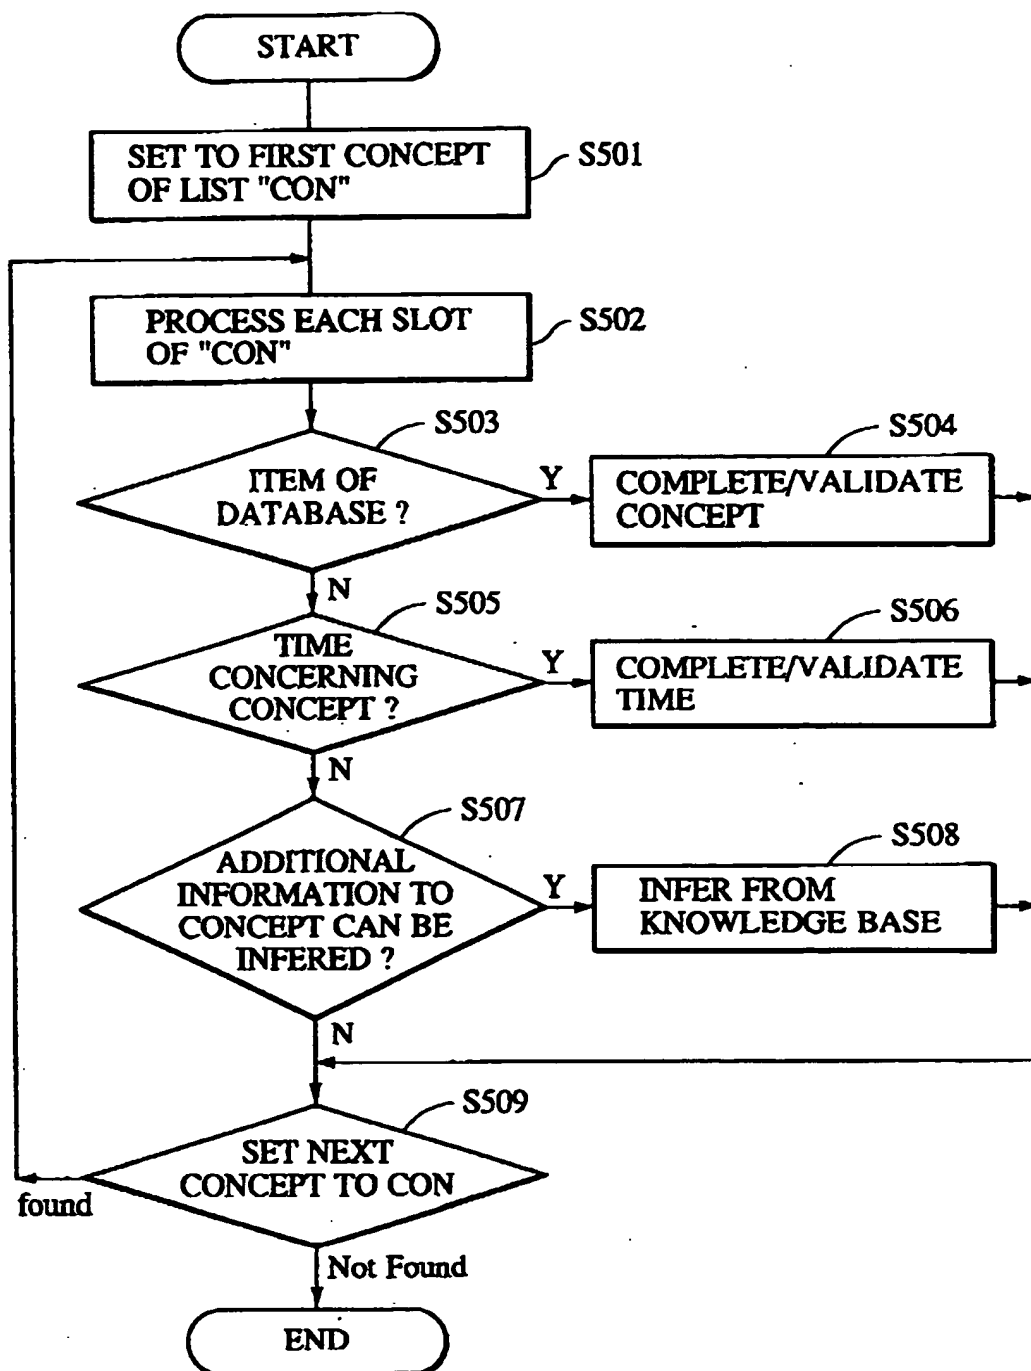 START
SET TO FIRST CONCEPT
OF LIST "CON"
S501
PROCESS EACH SLOT
OF "CON"
S502
S503
ITEM OF
DATABASE ?
Y
S504
COMPLETE/VALIDATE
CONCEPT
N
S505
TIME
CONCERNING
CONCEPT ?
Y
S506
COMPLETE/VALIDATE
TIME
N
S507
ADDITIONAL
INFORMATION TO
CONCEPT CAN BE
INFERED ?
Y
S508
INFER FROM
KNOWLEDGE BASE
N
S509
SET NEXT
CONCEPT TO CON
found
Not Found
END